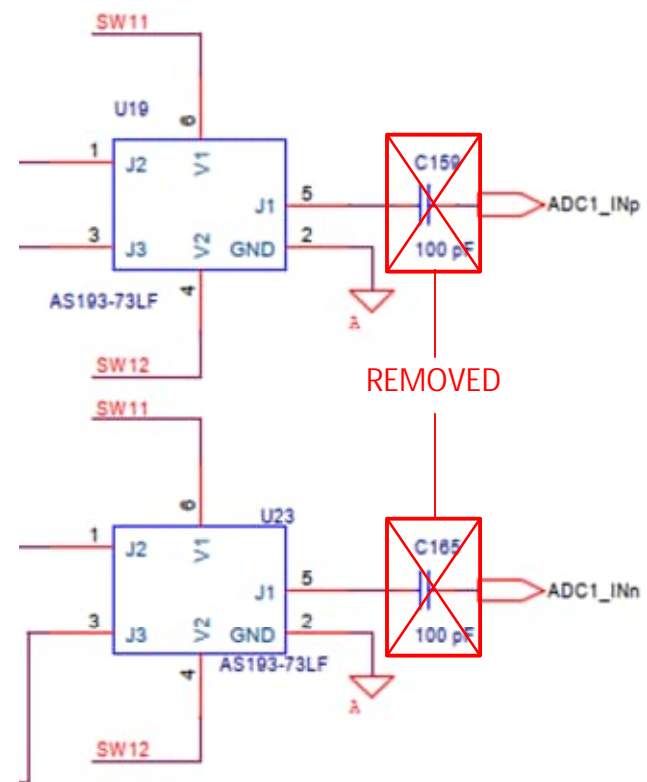 SW11
U19
6
1
J2
V1
C159
J1
5
ADC1_INp
3
J3
V2
GND
2
100 pF
4
AS193-73LF
A
SW12
REMOVED
SW11
6
U23
1
J2
V1
C165
J1
5
ADC1_INn
3
J3
V2
GND
2
100 pF
4
AS193-73LF
A
SW12